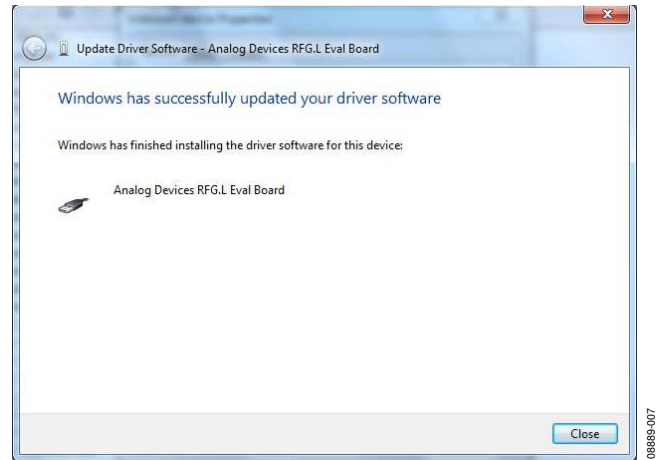 Update Driver Software - Analog Devices RFG.L Eval Board
Windows has successfully updated your driver software
Windows has finished installing the driver software for this device:
Analog Devices RFG.L Eval Board
Close
08889-007